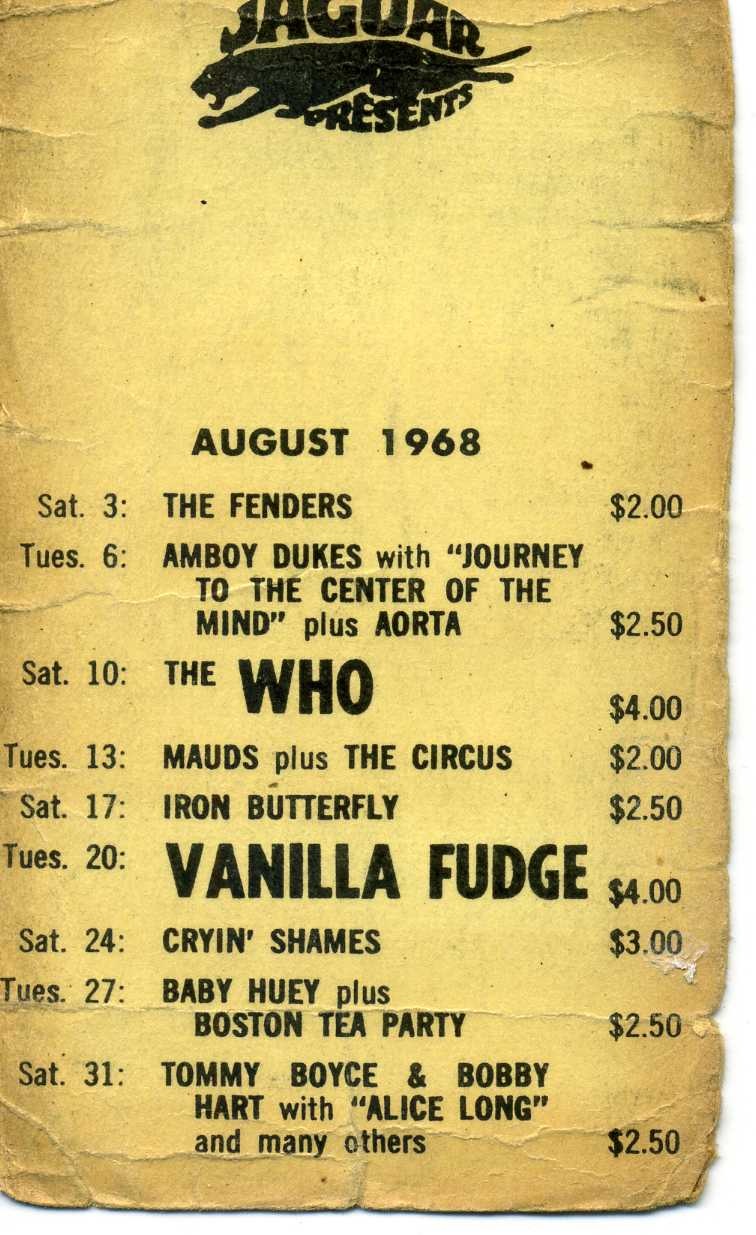 JAGUAR
PRESENTS
AUGUST 1968
Sat. 3: THE FENDERS $2.00
Tues. 6: AMBOY DUKES with "JOURNEY
TO THE CENTER OF THE
MIND" plus AORTA $2.50
Sat. 10: THE WHO $4.00
Tues. 13: MAUDS plus THE CIRCUS $2.00
Sat. 17: IRON BUTTERFLY $2.50
Tues. 20: VANILLA FUDGE $4.00
Sat. 24: CRYIN' SHAMES $3.00
Tues. 27: BABY HUEY plus
BOSTON TEA PARTY $2.50
Sat. 31: TOMMY BOYCE & BOBBY
HART with "ALICE LONG"
and many others $2.50